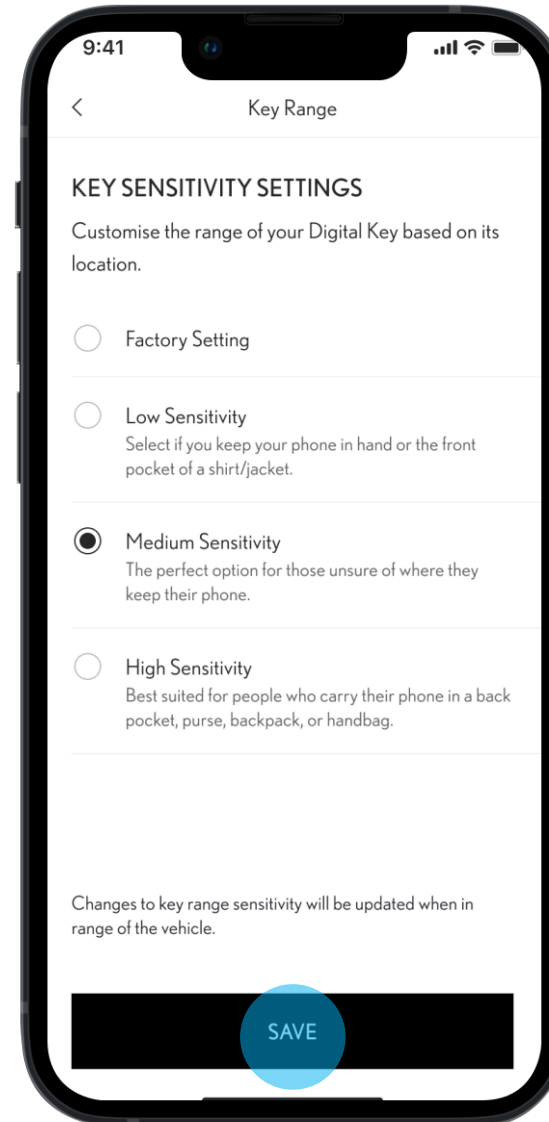 9:41
Key Range
KEY SENSITIVITY SETTINGS
Customise the range of your Digital Key based on its
location.
Factory Setting
Low Sensitivity
Select if you keep your phone in hand or the front
pocket of a shirt/jacket.
Medium Sensitivity
The perfect option for those unsure of where they
keep their phone.
High Sensitivity
Best suited for people who carry their phone in a back
pocket, purse, backpack, or handbag.
Changes to key range sensitivity will be updated when in
range of the vehicle.
SAVE